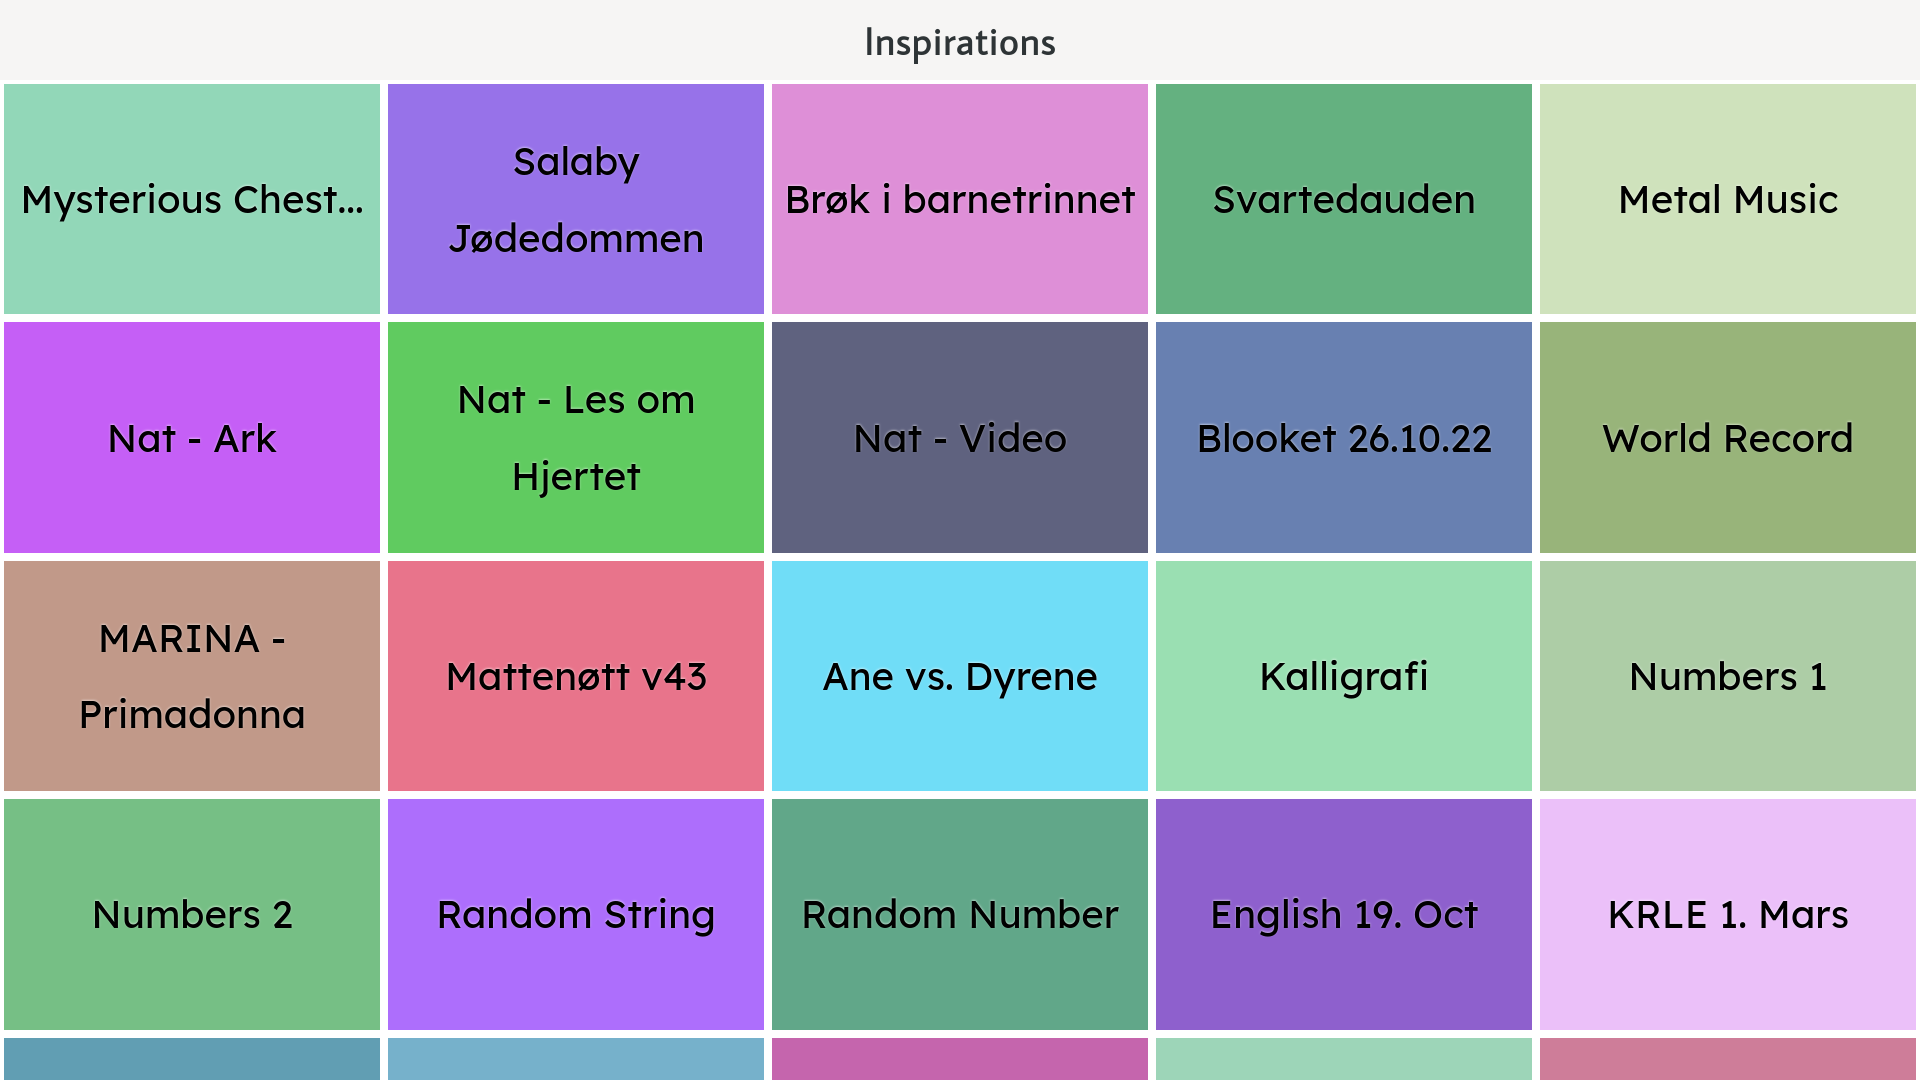 Inspirations
Mysterious Chest...
Salaby
Jødedommen
Brøk i barnetrinnet
Svartedauden
Metal Music
Nat - Ark
Nat - Les om
Hjertet
Nat - Video
Blooket 26.10.22
World Record
MARINA -
Primadonna
Mattenøtt v43
Ane vs. Dyrene
Kalligrafi
Numbers 1
Numbers 2
Random String
Random Number
English 19. Oct
KRLE 1. Mars